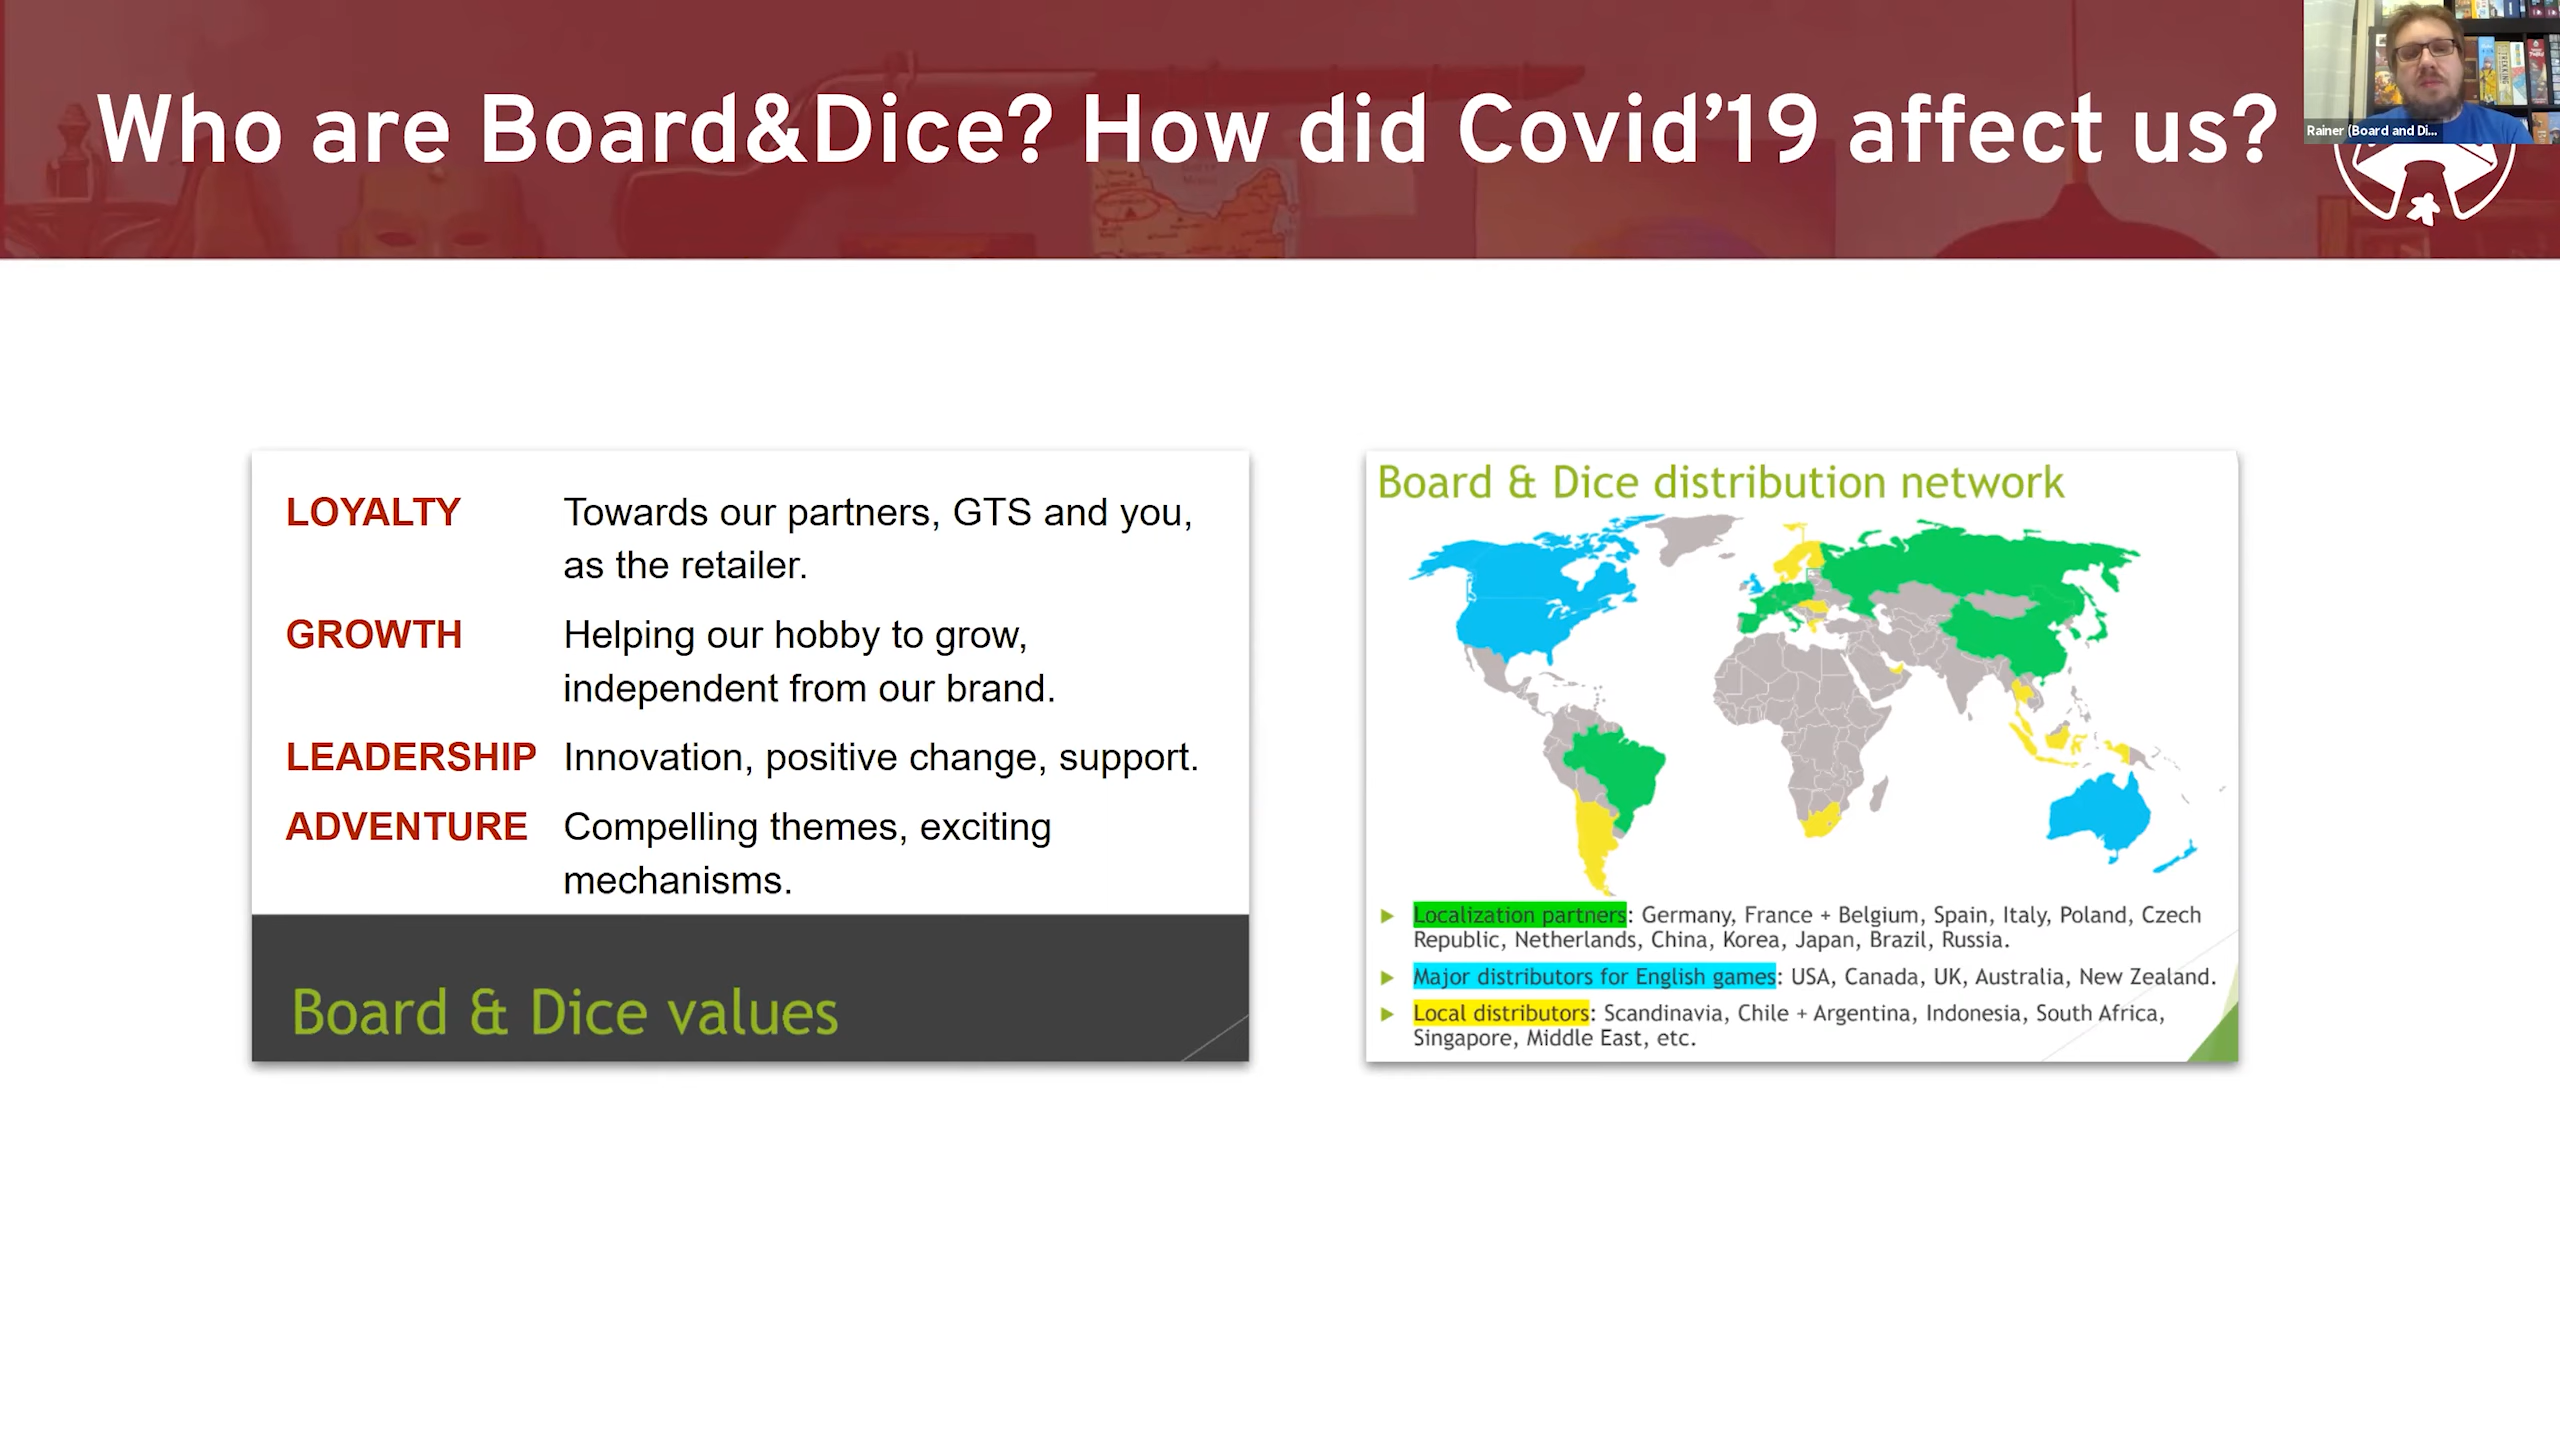 Who are Board&Dice? How did Covid'19 affect us?
Rainer (Board and Di...
LOYALTY Towards our partners, GTS and you,
as the retailer.
GROWTH Helping our hobby to grow,
independent from our brand.
LEADERSHIP Innovation, positive change, support.
ADVENTURE Compelling themes, exciting
mechanisms.
Board & Dice values
Board & Dice distribution network
Localization partners: Germany, France + Belgium, Spain, Italy, Poland, Czech
Republic, Netherlands, China, Korea, Japan, Brazil, Russia.
Major distributors for English games: USA, Canada, UK, Australia, New Zealand.
Local distributors: Scandinavia, Chile + Argentina, Indonesia, South Africa,
Singapore, Middle East, etc.